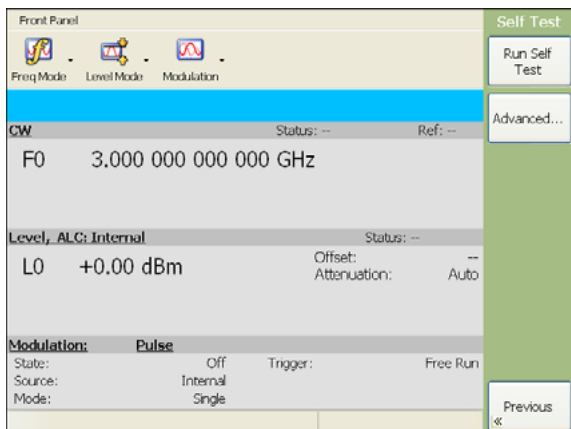 Front Panel
Self Test
Freq Mode Level Mode Modulation
Run Self
Test
Advanced...
CW Status: -- Ref: --
F0 3.000 000 000 000 GHz
Level, ALC: Internal Status: --
L0 +0.00 dBm
Offset: --
Attenuation: Auto
Modulation: Pulse
State: Off Trigger: Free Run
Source: Internal
Mode: Single
Previous
«